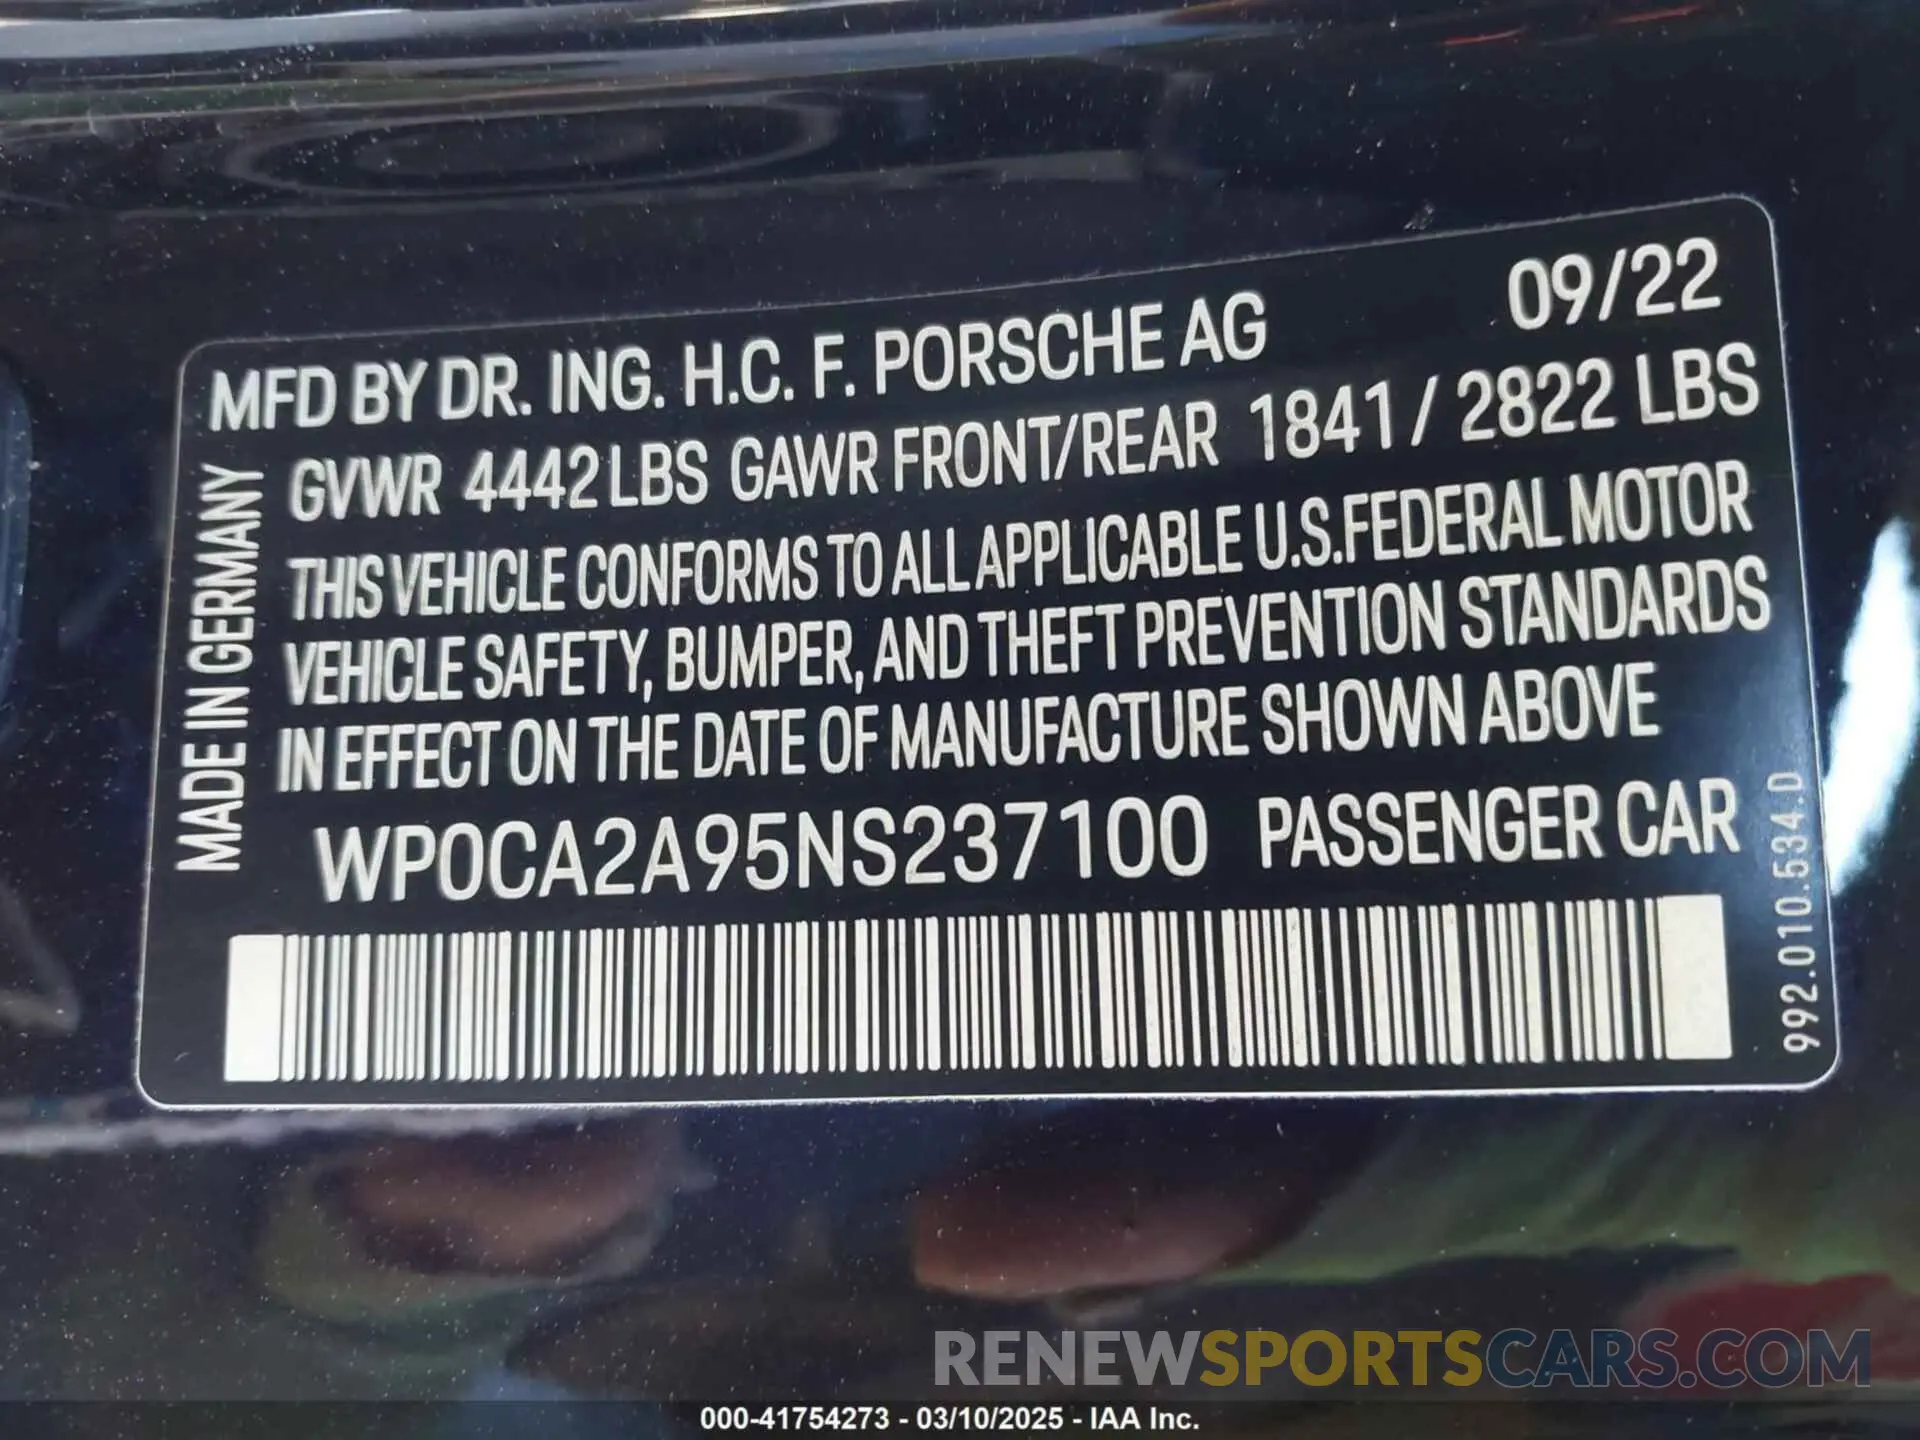 MFD BY DR. ING. H.C. F. PORSCHE AG 09/22
GVWR 4442 LBS GAWR FRONT/REAR 1841 / 2822 LBS
THIS VEHICLE CONFORMS TO ALL APPLICABLE U.S.FEDERAL MOTOR
VEHICLE SAFETY, BUMPER, AND THEFT PREVENTION STANDARDS
IN EFFECT ON THE DATE OF MANUFACTURE SHOWN ABOVE
WP0CA2A95NS237100 PASSENGER CAR
MADE IN GERMANY
992.010.534.D
RENEWSPORTSCARS.COM
000-41754273 - 03/10/2025 - IAA Inc.